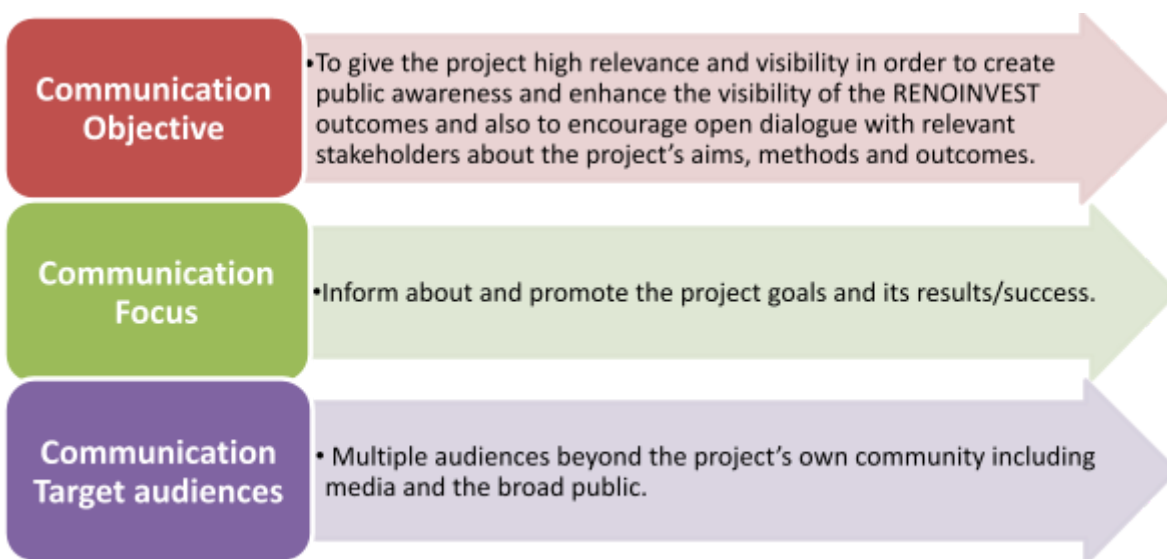 Communication
Objective
•To give the project high relevance and visibility in order to create
public awareness and enhance the visibility of the RENOINVEST
outcomes and also to encourage open dialogue with relevant
stakeholders about the project's aims, methods and outcomes.
Communication
Focus
•Inform about and promote the project goals and its results/success.
Communication
Target audiences
• Multiple audiences beyond the project's own community including
media and the broad public.